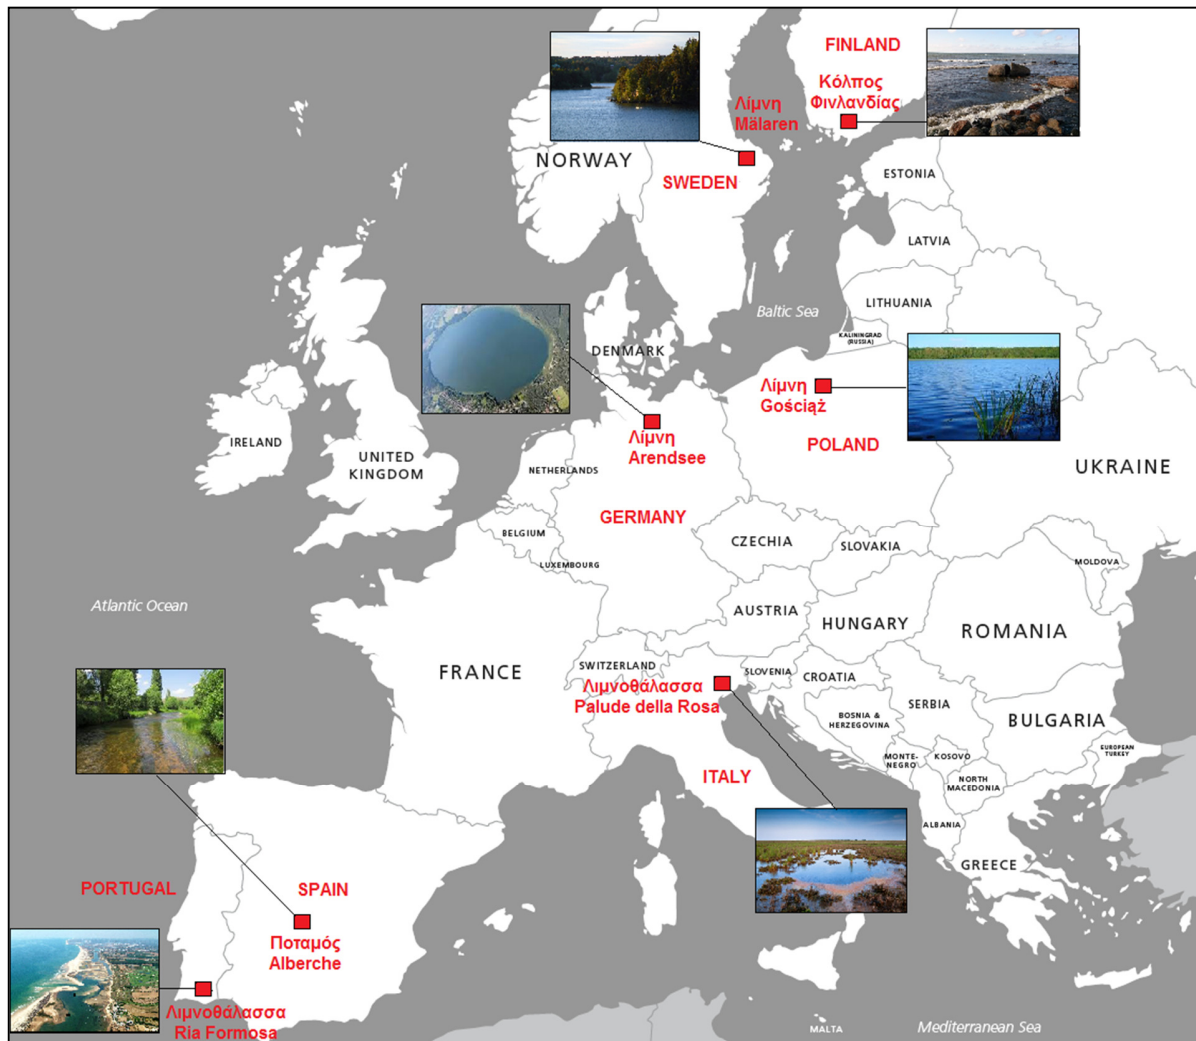 FINLAND
Κόλπος
Φινλανδίας
Λίμνη
Mälaren
NORWAY
SWEDEN
ESTONIA
LATVIA
LITHUANIA
Baltic Sea
KALININGRAD
(RUSSIA)
DENMARK
Λίμνη
Gościąż
POLAND
Λίμνη
Arendsee
IRELAND
UNITED
KINGDOM
NETHERLANDS
UKRAINE
GERMANY
BELGIUM
CZECHIA
SLOVAKIA
LUXEMBOURG
MOLDOVA
Atlantic Ocean
AUSTRIA
HUNGARY
ROMANIA
FRANCE
SWITZERLAND
SLOVENIA
CROATIA
Λιμνοθάλασσα
Palude della Rosa
SERBIA
BOSNIA &
HERZEGOVINA
BULGARIA
EUROPEAN
TURKEY
MONTE-
NEGRO
KOSOVO
ITALY
NORTH
MACEDONIA
ALBANIA
GREECE
PORTUGAL
SPAIN
Ποταμός
Alberche
Λιμνοθάλασσα
Ria Formosa
MALTA
Mediterranean Sea